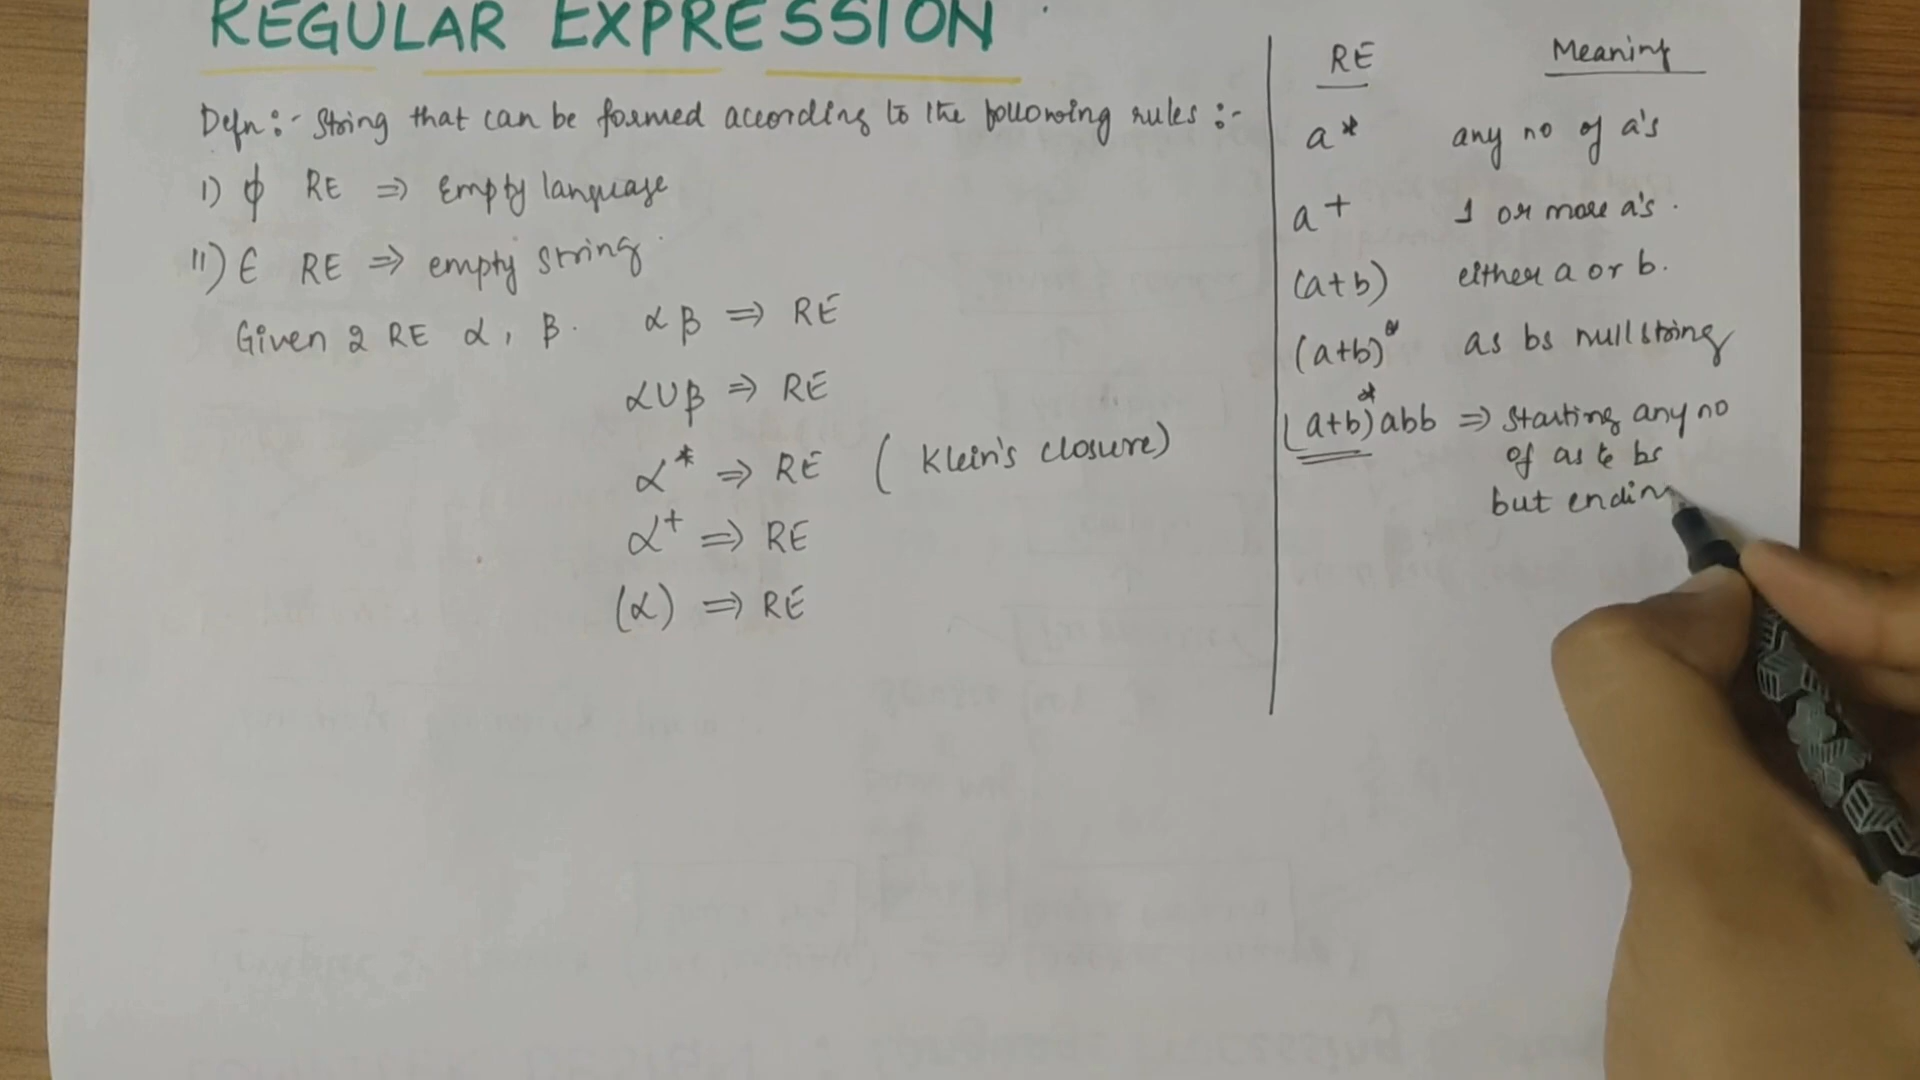 REGULAR EXPRESSION
Defn:- String that can be formed according to the following rules :-
i) ϕ RE ⇒ Empty language
ii) ϵ RE ⇒ empty string.
Given 2 RE α, β. αβ ⇒ RE
α∪β ⇒ RE
α* ⇒ RE ( Klein's closure)
α+ ⇒ RE
(α) ⇒ RE
RE Meaning
a* any no of a's
a+ 1 or more a's.
(a+b) either a or b.
(a+b)* as bs null string
(a+b)*abb ⇒ starting any no
of as & bs
but endin